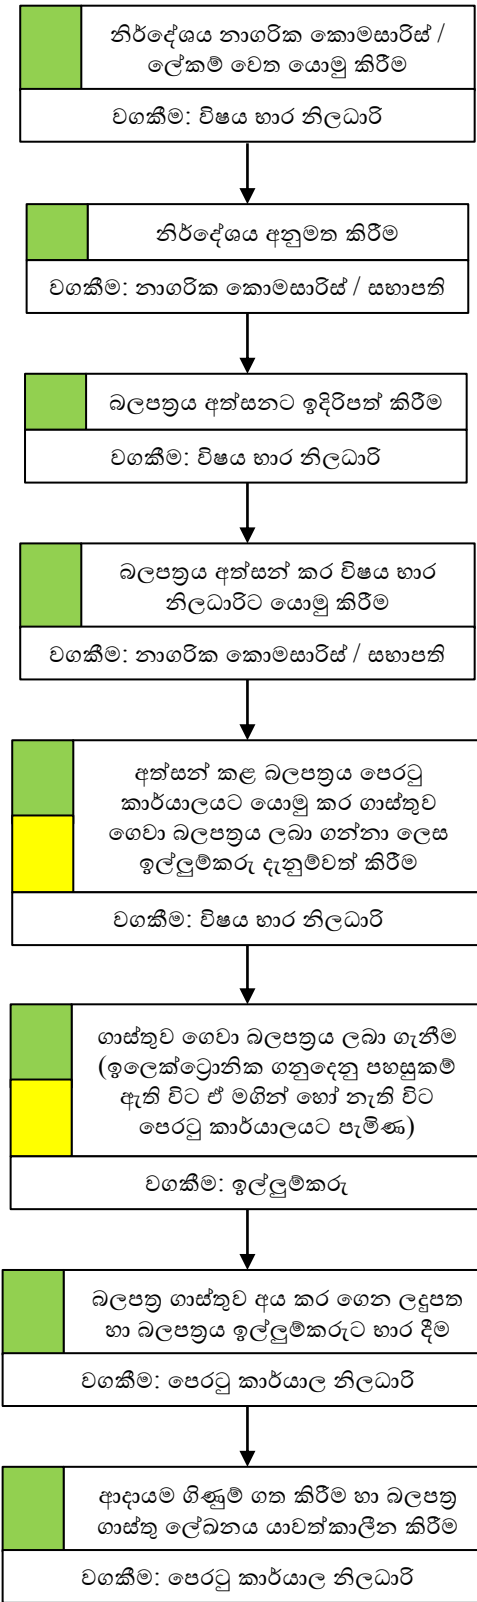 නිර්දේශය නාගරික කොමසාරිස් /
ලේකම් වෙත යොමු කිරීම
වගකීම: විෂය භාර නිලධාරි
නිර්දේශය අනුමත කිරීම
වගකීම: නාගරික කොමසාරිස් / සභාපති
බලපත්‍රය අත්සනට ඉදිරිපත් කිරීම
වගකීම: විෂය භාර නිලධාරි
බලපත්‍රය අත්සන් කර විෂය භාර
නිලධාරිට යොමු කිරීම
වගකීම: නාගරික කොමසාරිස් / සභාපති
අත්සන් කළ බලපත්‍රය පෙරටු
කාර්යාලයට යොමු කර ගාස්තුව
ගෙවා බලපත්‍රය ලබා ගන්නා ලෙස
ඉල්ලුම්කරු දැනුම්වත් කිරීම
වගකීම: විෂය භාර නිලධාරි
ගාස්තුව ගෙවා බලපත්‍රය ලබා ගැනීම
(ඉලෙක්ට්‍රොනික ගනුදෙනු පහසුකම්
ඇති විට ඒ මගින් හෝ නැති විට
පෙරටු කාර්යාලයට පැමිණ)
වගකීම: ඉල්ලුම්කරු
බලපත්‍ර ගාස්තුව අය කර ගෙන ලදුපත
හා බලපත්‍රය ඉල්ලුම්කරුට භාර දීම
වගකීම: පෙරටු කාර්යාල නිලධාරි
ආදායම ගිණුම් ගත කිරීම හා බලපත්‍ර
ගාස්තු ලේඛනය යාවත්කාලීන කිරීම
වගකීම: පෙරටු කාර්යාල නිලධාරි